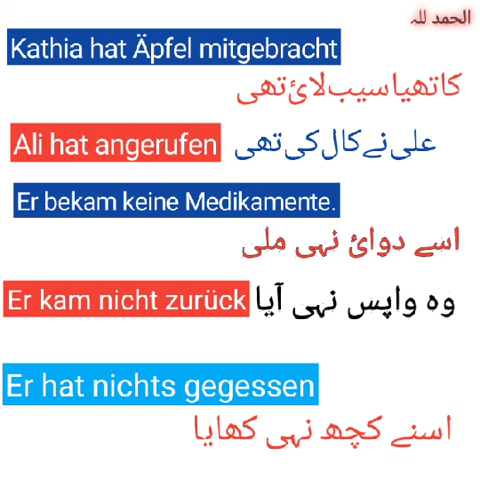 الحمد للہ
Kathia hat Äpfel mitgebracht
کاتھیا سیب لائ تھی
Ali hat angerufen علی نے کال کی تھی
Er bekam keine Medikamente.
اسے دوائ نہی ملی
Er kam nicht zurück وہ واپس نہی آیا
Er hat nichts gegessen
اسنے کچھ نہی کھایا